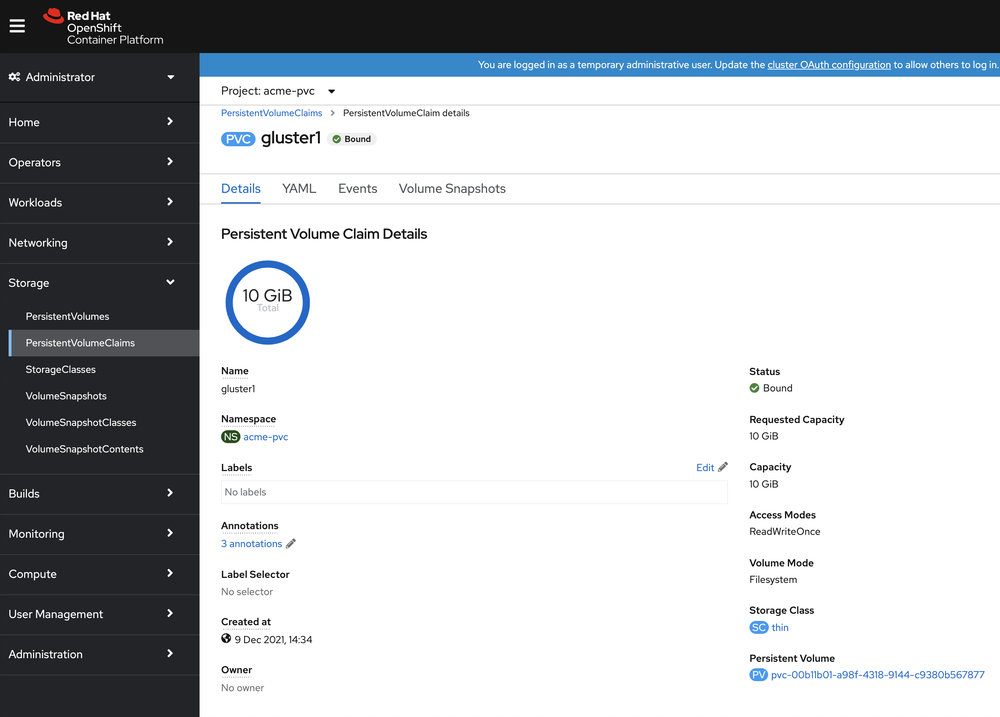 Red Hat
OpenShift
Container Platform
You are logged in as a temporary administrative user. Update the cluster OAuth configuration to allow others to log in.
Administrator
Home
Operators
Workloads
Networking
Storage
PersistentVolumes
PersistentVolumeClaims
StorageClasses
VolumeSnapshots
VolumeSnapshotClasses
VolumeSnapshotContents
Builds
Monitoring
Compute
User Management
Administration
Project: acme-pvc
PersistentVolumeClaims > PersistentVolumeClaim details
PVC gluster1 Bound
Details YAML Events Volume Snapshots
Persistent Volume Claim Details
10 GiB
Total
Name
gluster1
Namespace
NS acme-pvc
Labels Edit
No labels
Annotations
3 annotations
Label Selector
No selector
Created at
9 Dec 2021, 14:34
Owner
No owner
Status
Bound
Requested Capacity
10 GiB
Capacity
10 GiB
Access Modes
ReadWriteOnce
Volume Mode
Filesystem
Storage Class
SC thin
Persistent Volume
PV pvc-00b11b01-a98f-4318-9144-c9380b567877